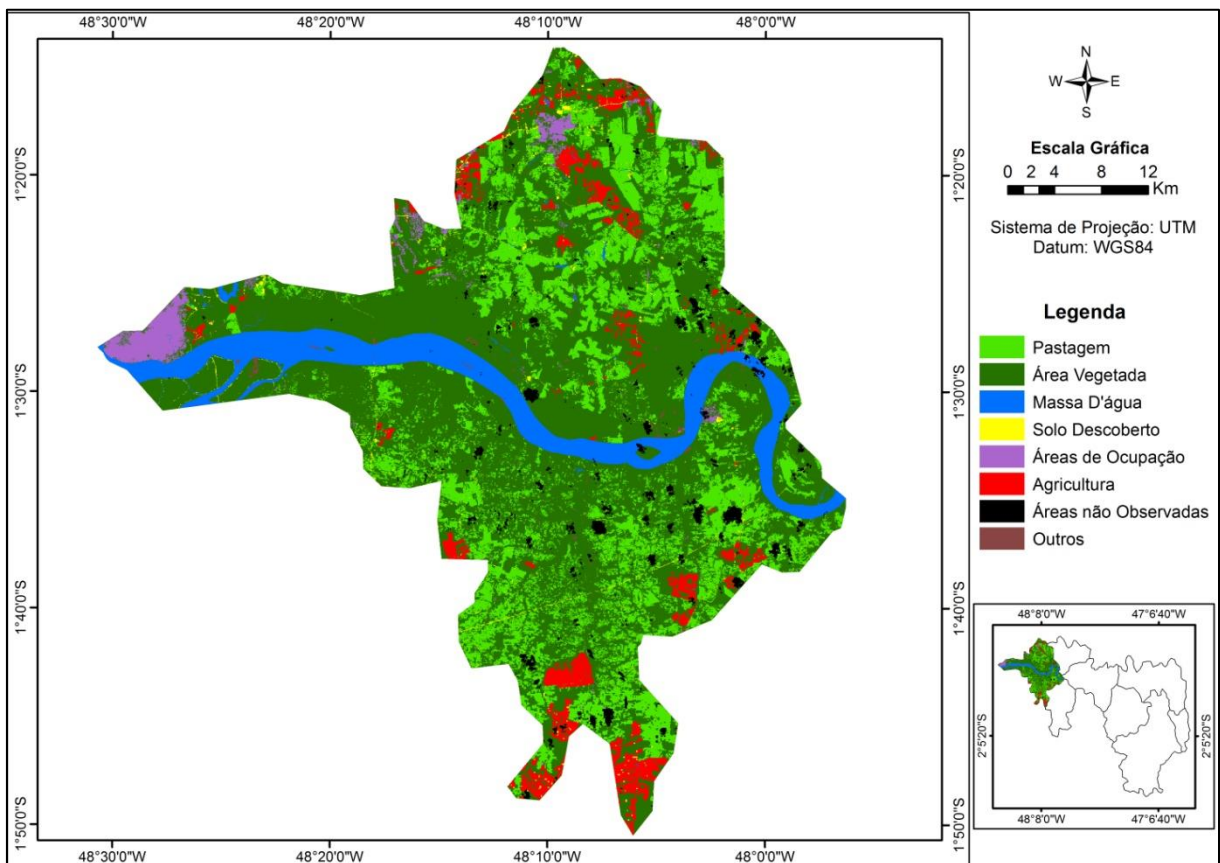 48°30'0"W 48°20'0"W 48°10'0"W 48°0'0"W
1°20'0"S 1°20'0"S
1°30'0"S 1°30'0"S
1°40'0"S 1°40'0"S
1°50'0"S 1°50'0"S
48°30'0"W 48°20'0"W 48°10'0"W 48°0'0"W
N
W E
S
Escala Gráfica
0 2 4 8 12
Km
Sistema de Projeção: UTM
Datum: WGS84
Legenda
Pastagem
Área Vegetada
Massa D'água
Solo Descoberto
Áreas de Ocupação
Agricultura
Áreas não Observadas
Outros
48°8'0"W 47°6'40"W
2°5'20"S 2°5'20"S
48°8'0"W 47°6'40"W